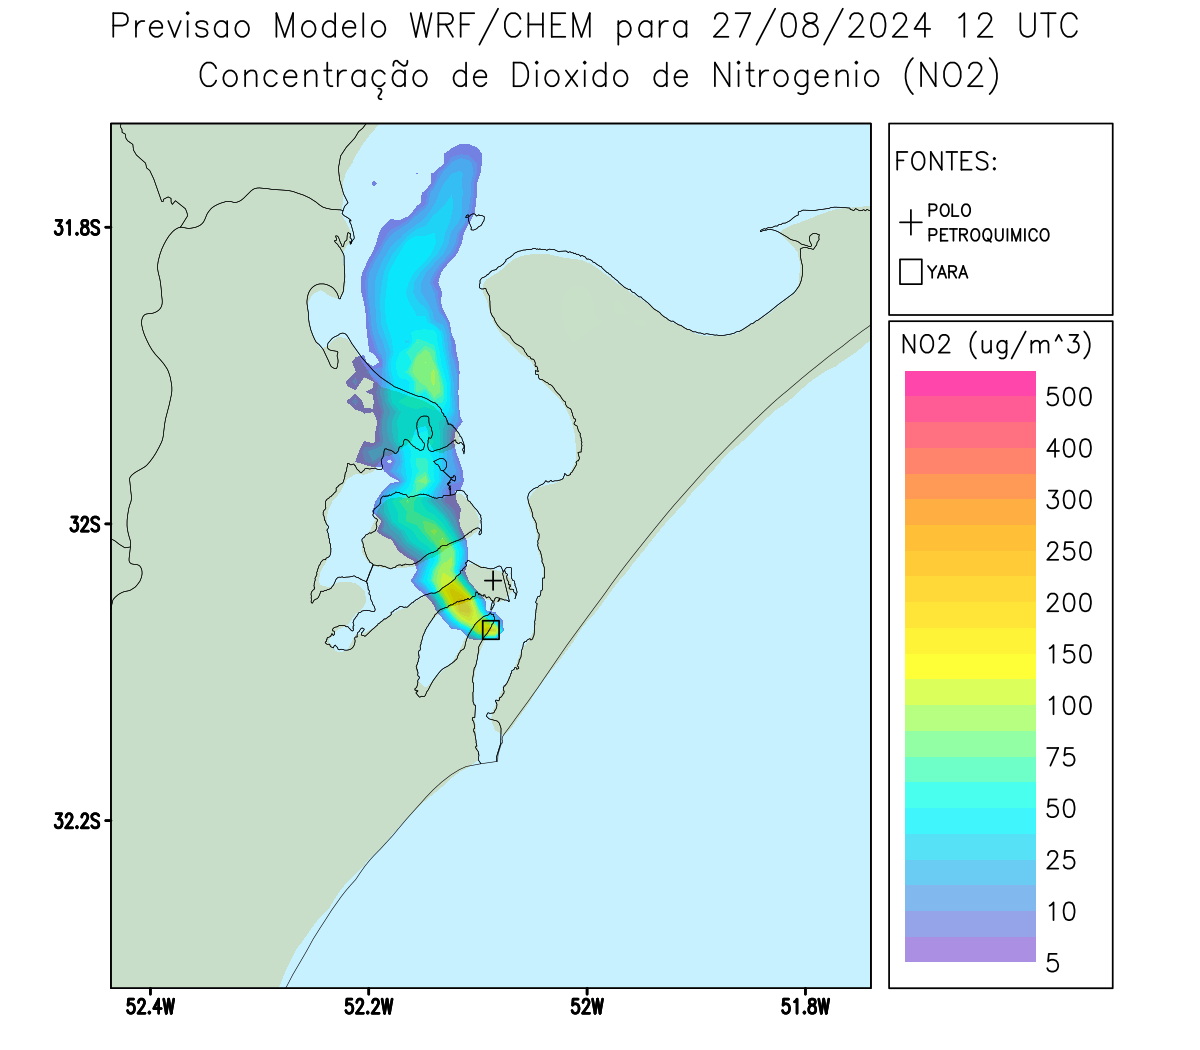 Previsao Modelo WRF/CHEM para 27/08/2024 12 UTC
Concentração de Dioxido de Nitrogenio (NO2)
FONTES:
POLO
PETROQUIMICO
YARA
NO2 (ug/m^3)
500
400
300
250
200
150
100
75
50
25
10
5
31.8S
32S
32.2S
52.4W
52.2W
52W
51.8W